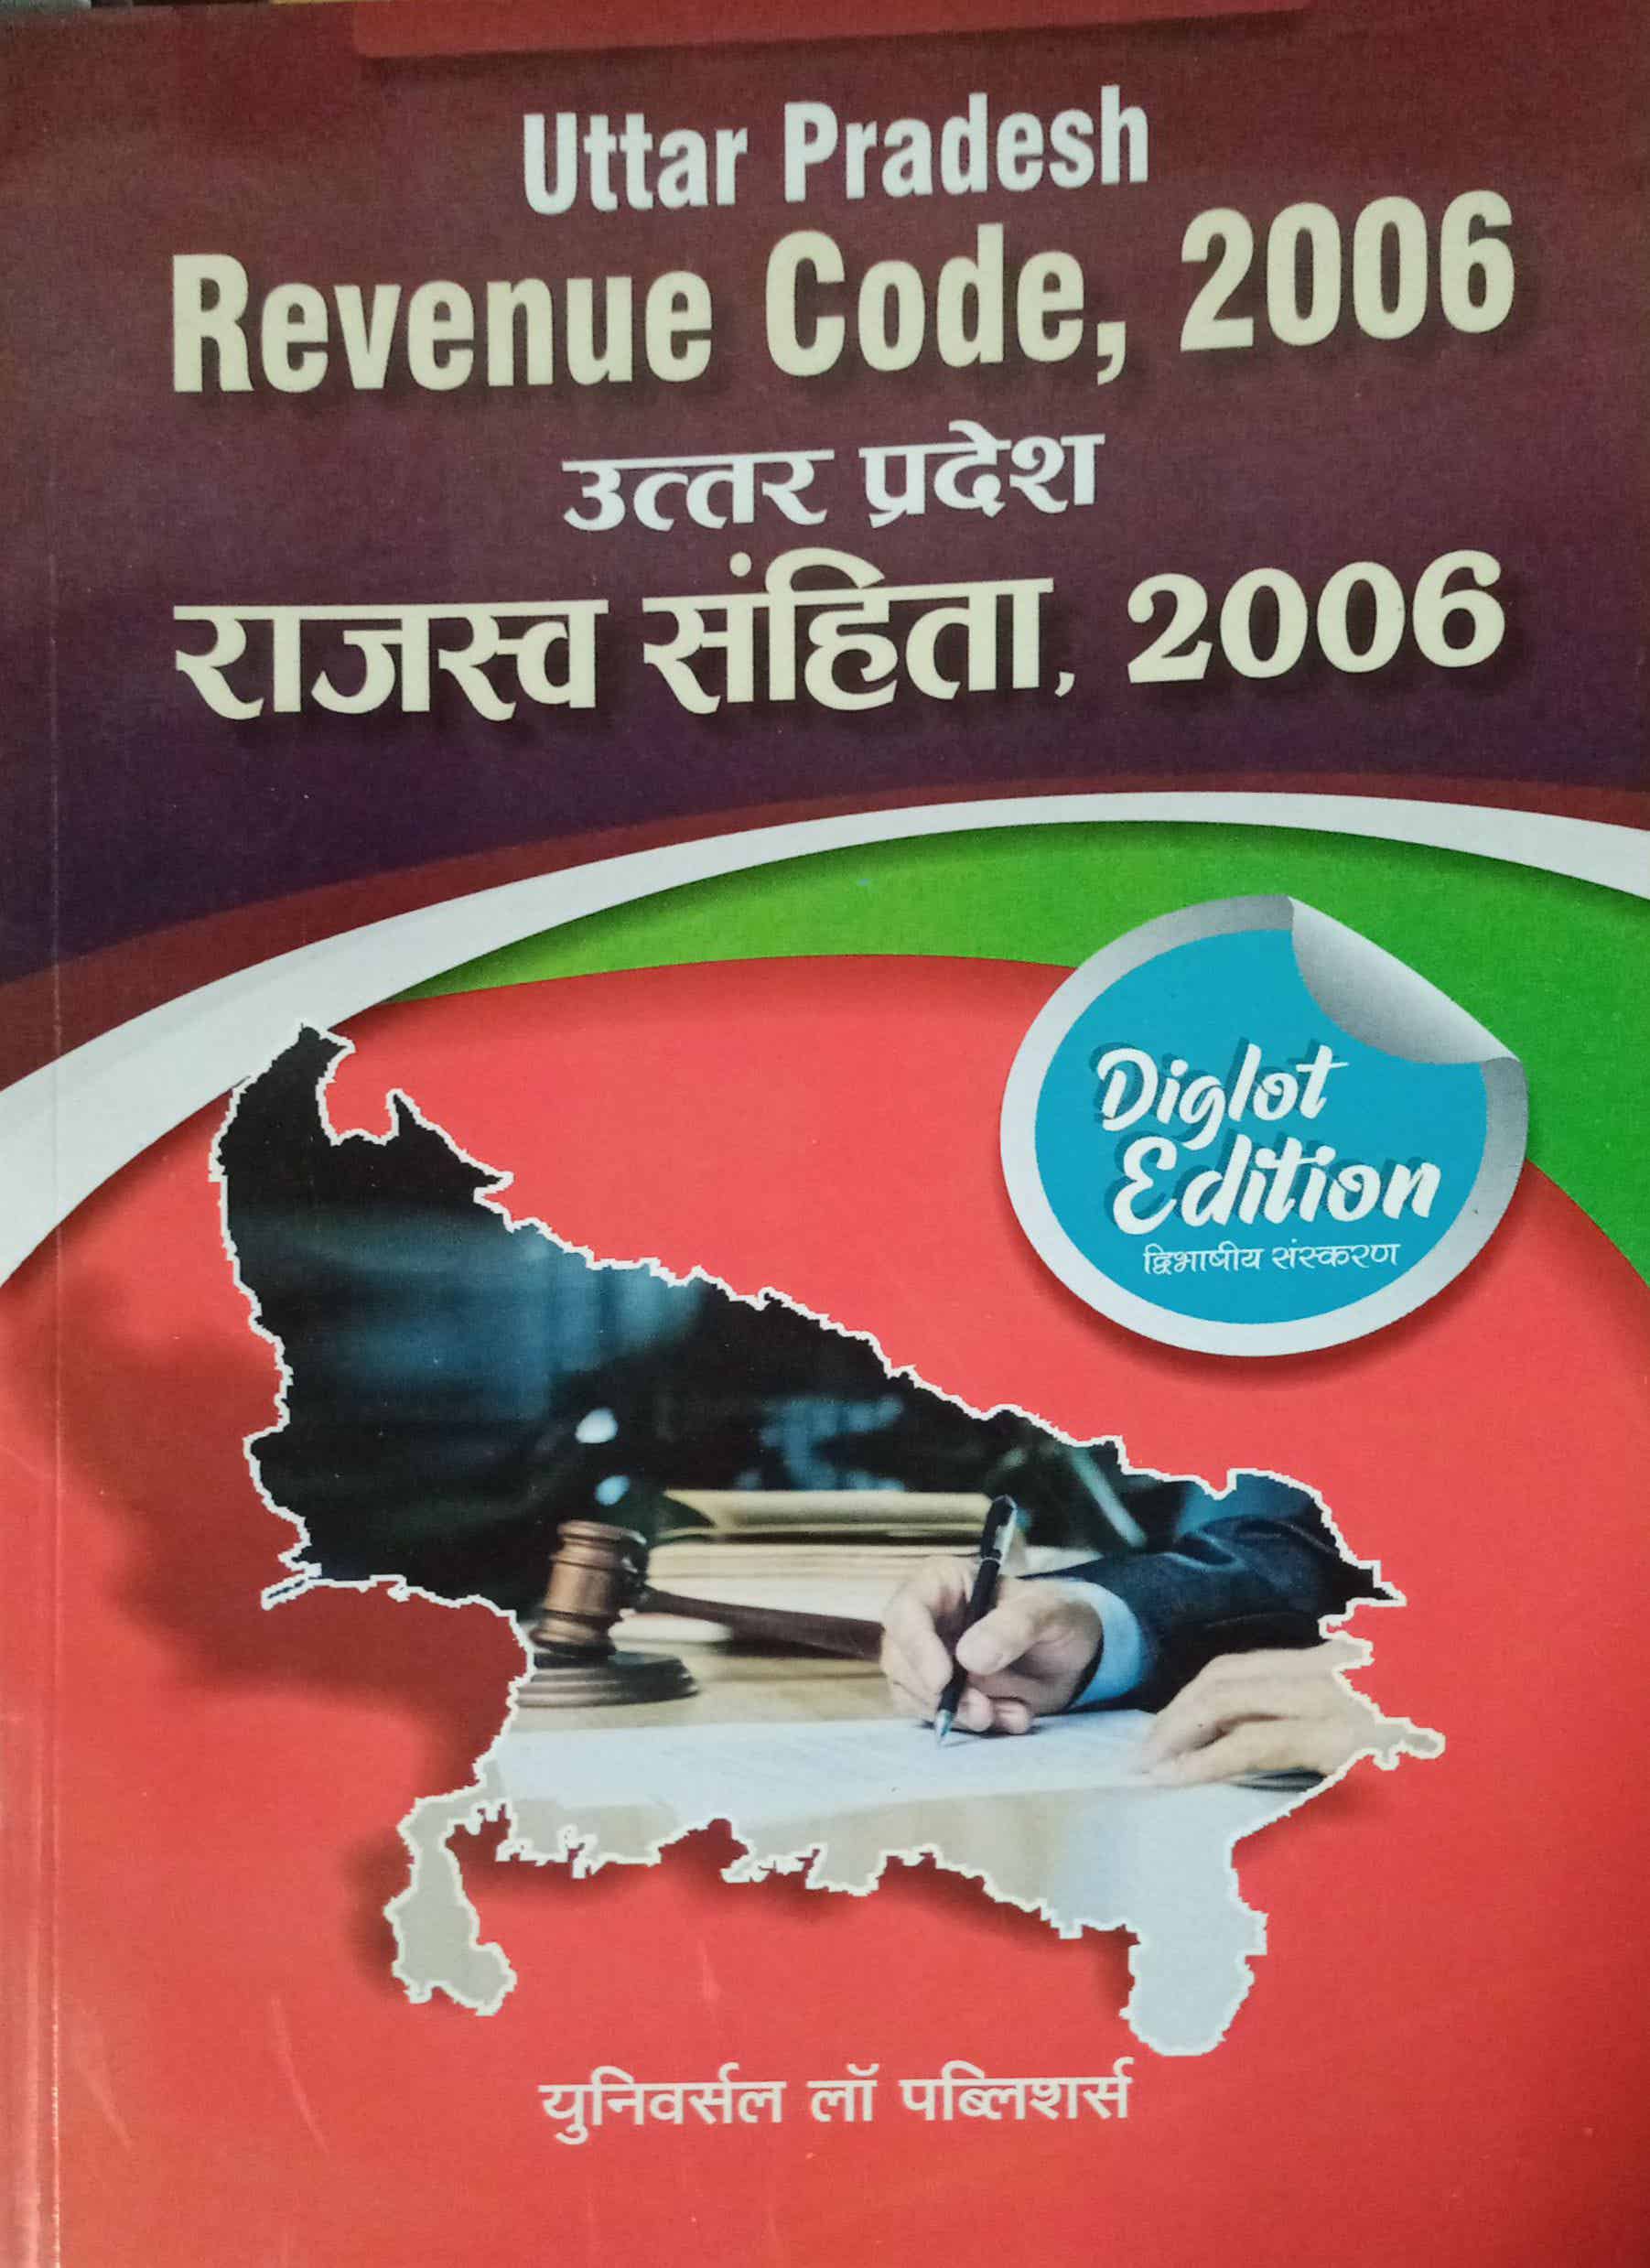 Uttar Pradesh
Revenue Code, 2006
उत्तर प्रदेश
राजस्व संहिता, 2006
Diglot
Edition
द्विभाषीय संस्करण
युनिवर्सल लॉ पब्लिशर्स